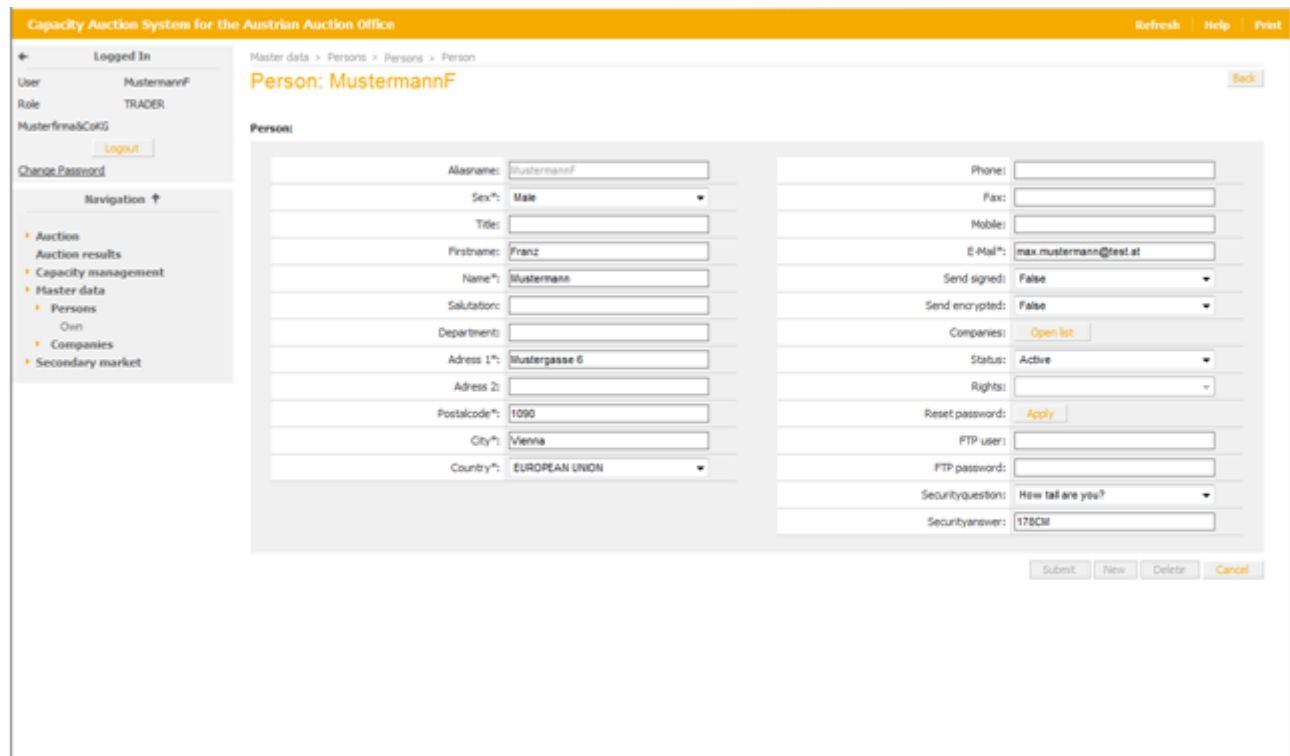 Capacity Auction System for the Austrian Auction Office
Refresh Help Print
Logged In
User MustermannF
Role TRADER
Musterfirma&CoKG
Logout
Change Password
Navigation
Auction
Auction results
Capacity management
Master data
Persons
Own
Companies
Secondary market
Master data > Persons > Persons > Person
Person: MustermannF
Back
Person:
Aliasname: MustermannF
Sex*: Male
Title:
Firstname: Franz
Name*: Mustermann
Salutation:
Department:
Adress 1*: Mustergasse 6
Adress 2:
Postalcode*: 1090
City*: Vienna
Country*: EUROPEAN UNION
Phone:
Fax:
Mobile:
E-Mail*: max.mustermann@test.at
Send signed: False
Send encrypted: False
Companies: Open list
Status: Active
Rights:
Reset password: Apply
FTP user:
FTP password:
Securityquestion: How tall are you?
Securityanswer: 178CM
Submit New Delete Cancel